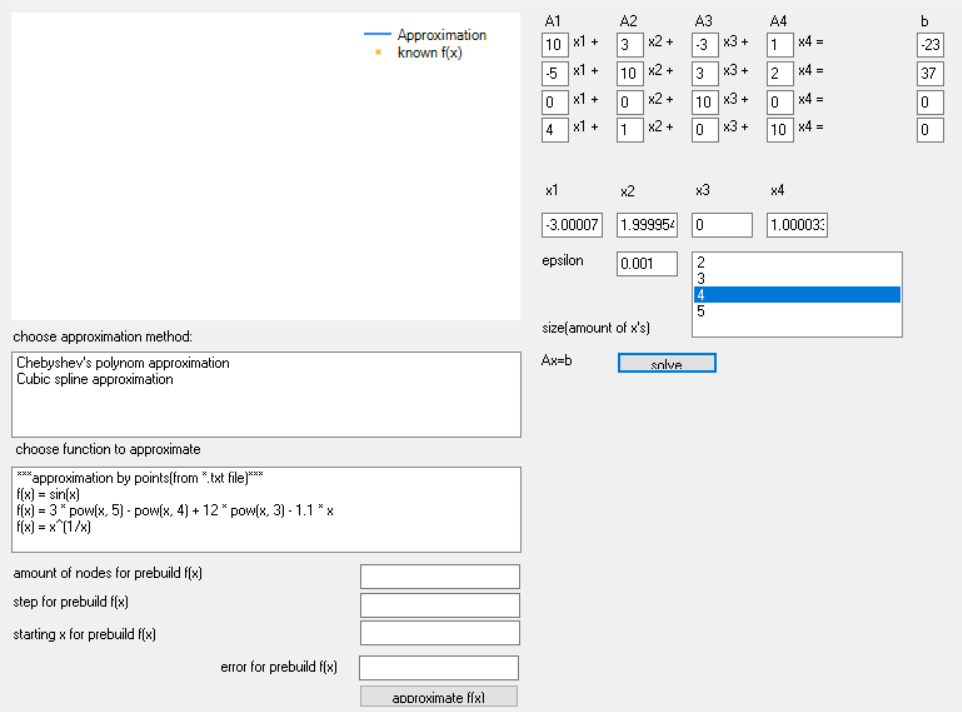 Approximation
known f(x)
choose approximation method:
Chebyshev's polynom approximation
Cubic spline approximation
choose function to approximate
***approximation by points(from *.txt file)***
f(x) = sin(x)
f(x) = 3 * pow(x, 5) - pow(x, 4) + 12 * pow(x, 3) - 1.1 * x
f(x) = x^(1/x)
amount of nodes for prebuild f(x)
step for prebuild f(x)
starting x for prebuild f(x)
error for prebuild f(x)
approximate f(x)
A1 A2 A3 A4 b
10 x1 + 3 x2 + -3 x3 + 1 x4 = -23
-5 x1 + 10 x2 + 3 x3 + 2 x4 = 37
0 x1 + 0 x2 + 10 x3 + 0 x4 = 0
4 x1 + 1 x2 + 0 x3 + 10 x4 = 0
x1 x2 x3 x4
-3.00007 1.999954 0 1.000033
epsilon 0.001
2
3
4
5
size(amount of x's)
Ax=b solve